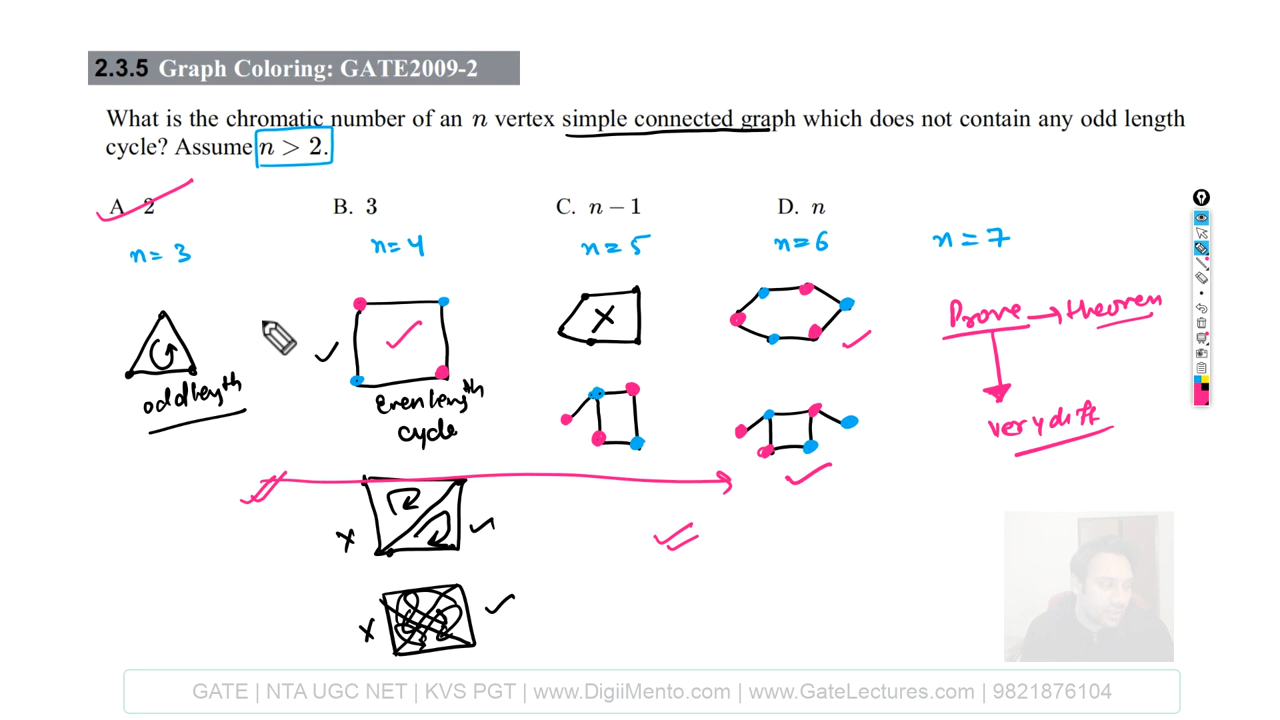 2.3.5 Graph Coloring: GATE2009-2
What is the chromatic number of an n vertex simple connected graph which does not contain any odd length
cycle? Assume n > 2.
A. 2 B. 3 C. n − 1 D. n
n = 3 n = 4 n = 5 n = 6 n = 7
X
Prove → theorem
odd length
Even length
cycle
very diff
X
X
GATE | NTA UGC NET | KVS PGT | www.DigiiMento.com | www.GateLectures.com | 9821876104